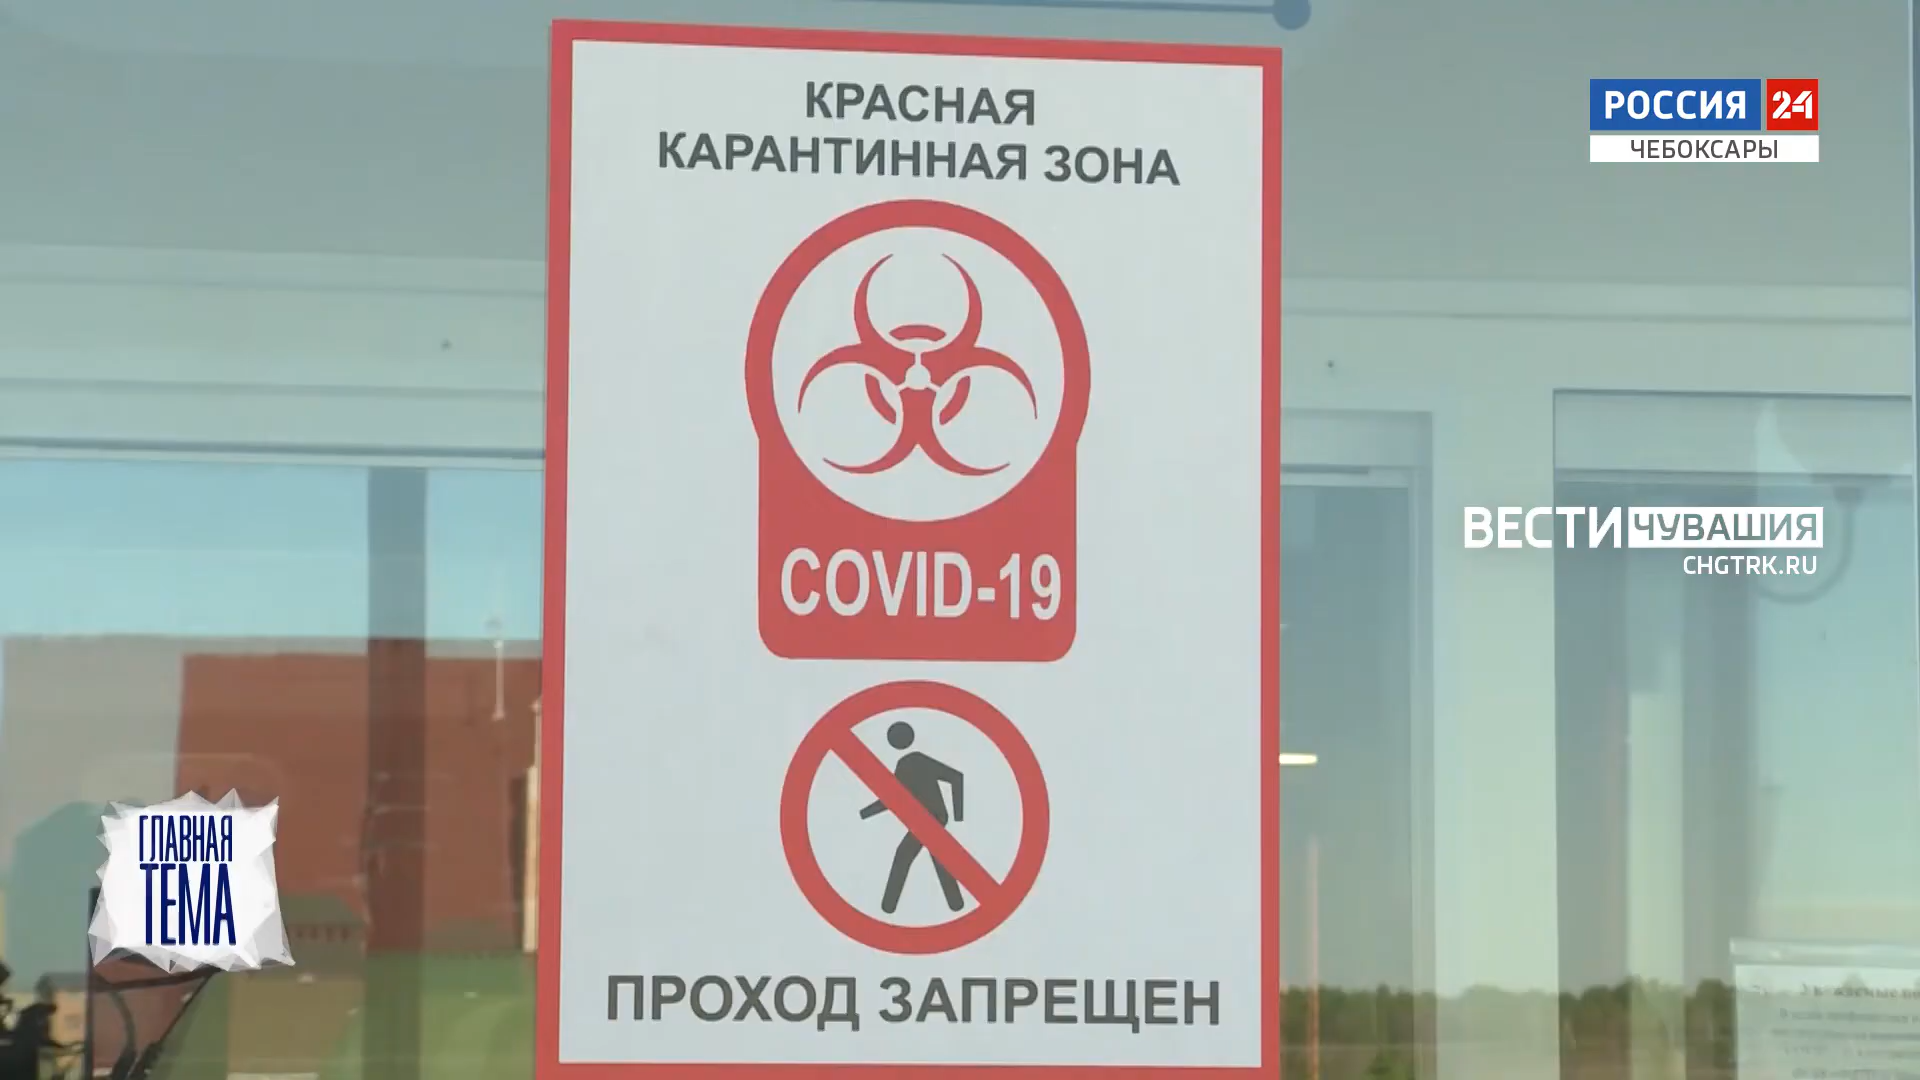 КРАСНАЯ
КАРАНТИННАЯ ЗОНА
COVID-19
ПРОХОД ЗАПРЕЩЕН
РОССИЯ 24
ЧЕБОКСАРЫ
ВЕСТИ ЧУВАШИЯ
CHGTRK.RU
ГЛАВНАЯ
ТЕМА